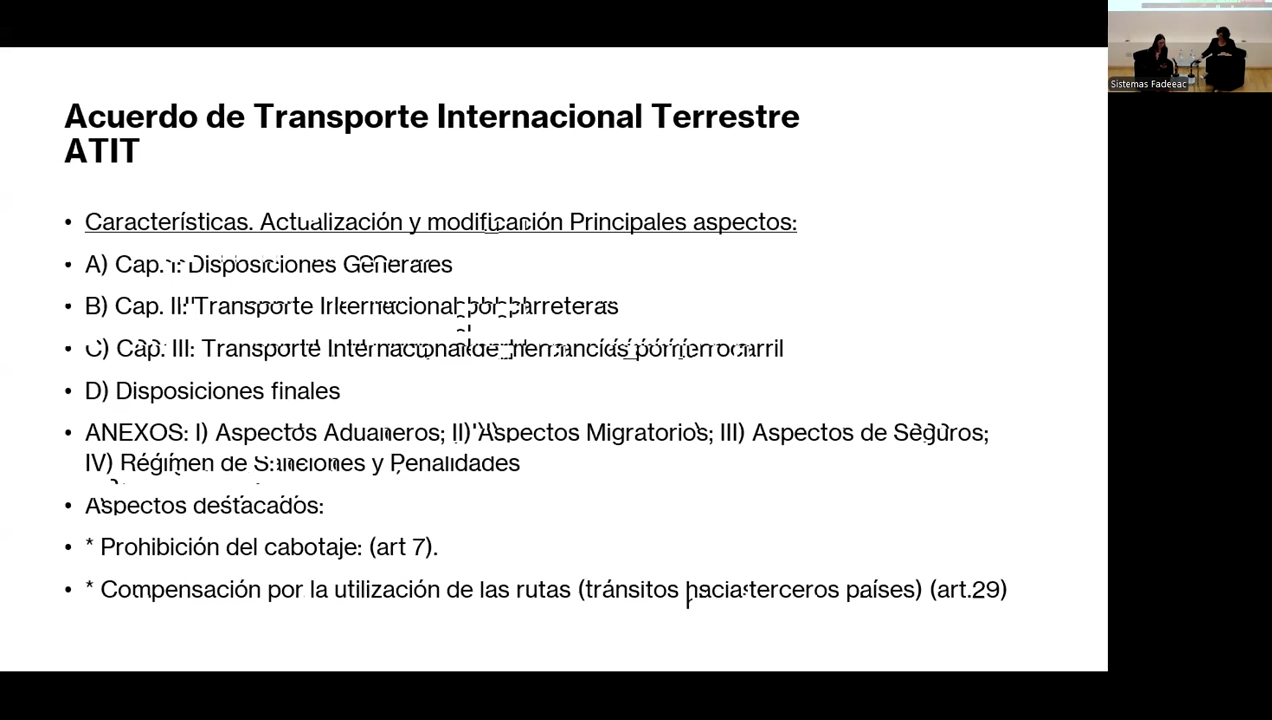 Acuerdo de Transporte Internacional Terrestre
ATIT
• Características. Actualización y modificación Principales aspectos:
• A) Cap. I: Disposiciones Generales
• B) Cap. II: Transporte Internacional por carreteras
• C) Cap. III: Transporte Internacional de mercancías por ferrocarril
• D) Disposiciones finales
• ANEXOS: I) Aspectos Aduaneros; II) Aspectos Migratorios; III) Aspectos de Seguros;
IV) Régimen de Sanciones y Penalidades
• Aspectos destacados:
• * Prohibición del cabotaje: (art 7).
• * Compensación por la utilización de las rutas (tránsitos hacia terceros países) (art.29)
Sistemas Fadeeac